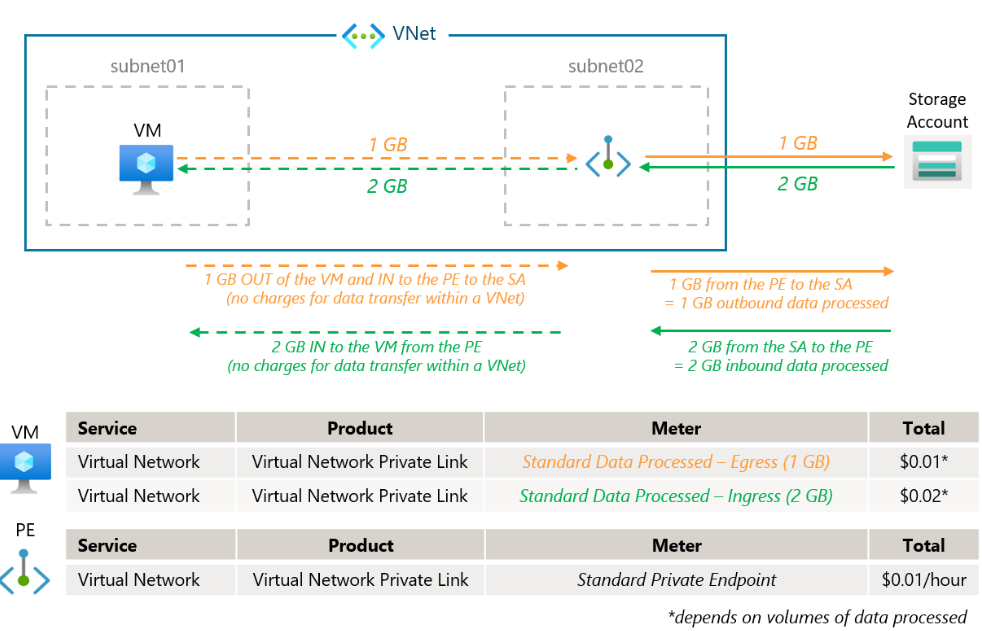 VNet
subnet01
subnet02
Storage
Account
VM
1 GB
2 GB
1 GB
2 GB
1 GB OUT of the VM and IN to the PE to the SA
(no charges for data transfer within a VNet)
1 GB from the PE to the SA
= 1 GB outbound data processed
2 GB IN to the VM from the PE
(no charges for data transfer within a VNet)
2 GB from the SA to the PE
= 2 GB inbound data processed
VM
Service Product Meter Total
Virtual Network Virtual Network Private Link Standard Data Processed – Egress (1 GB) $0.01*
Virtual Network Virtual Network Private Link Standard Data Processed – Ingress (2 GB) $0.02*
PE
Service Product Meter Total
Virtual Network Virtual Network Private Link Standard Private Endpoint $0.01/hour
*depends on volumes of data processed